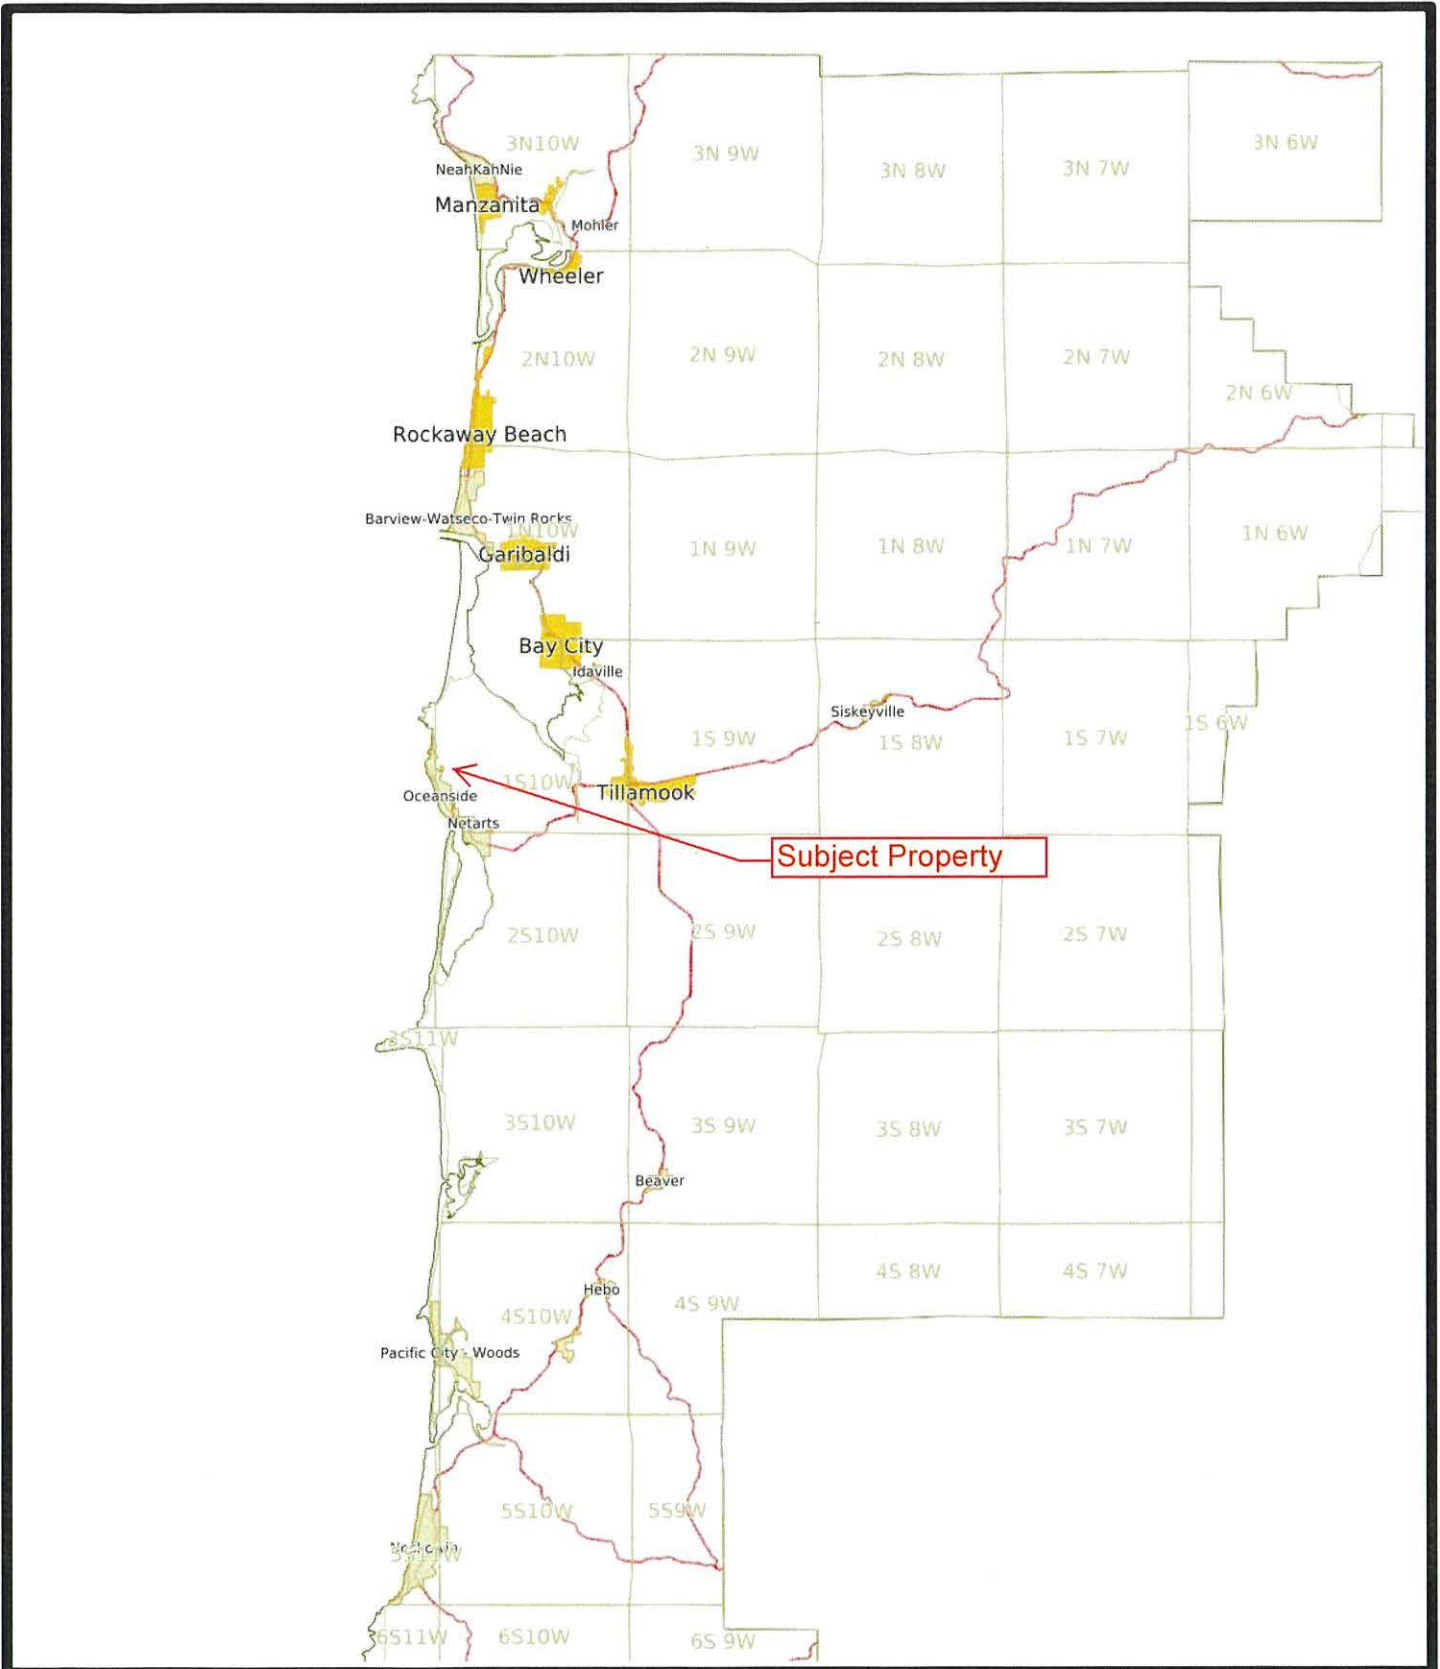 3N10W
3N 9W
3N 8W
3N 7W
3N 6W
NeahKahNie
Manzanita
Mohler
Wheeler
2N10W
2N 9W
2N 8W
2N 7W
2N 6W
Rockaway Beach
Barview-Watseco-Twin Rocks
1N10W
Garibaldi
1N 9W
1N 8W
1N 7W
1N 6W
Bay City
Idaville
Siskeyville
1S 9W
1S 8W
1S 7W
1S 6W
1S10W
Oceanside
Tillamook
Netarts
Subject Property
2S10W
2S 9W
2S 8W
2S 7W
3S11W
3S10W
3S 9W
3S 8W
3S 7W
Beaver
4S 8W
4S 7W
Hebo
4S10W
4S 9W
Pacific City - Woods
5S10W
5S9W
Neskowin
5S11W
6S11W
6S10W
6S 9W